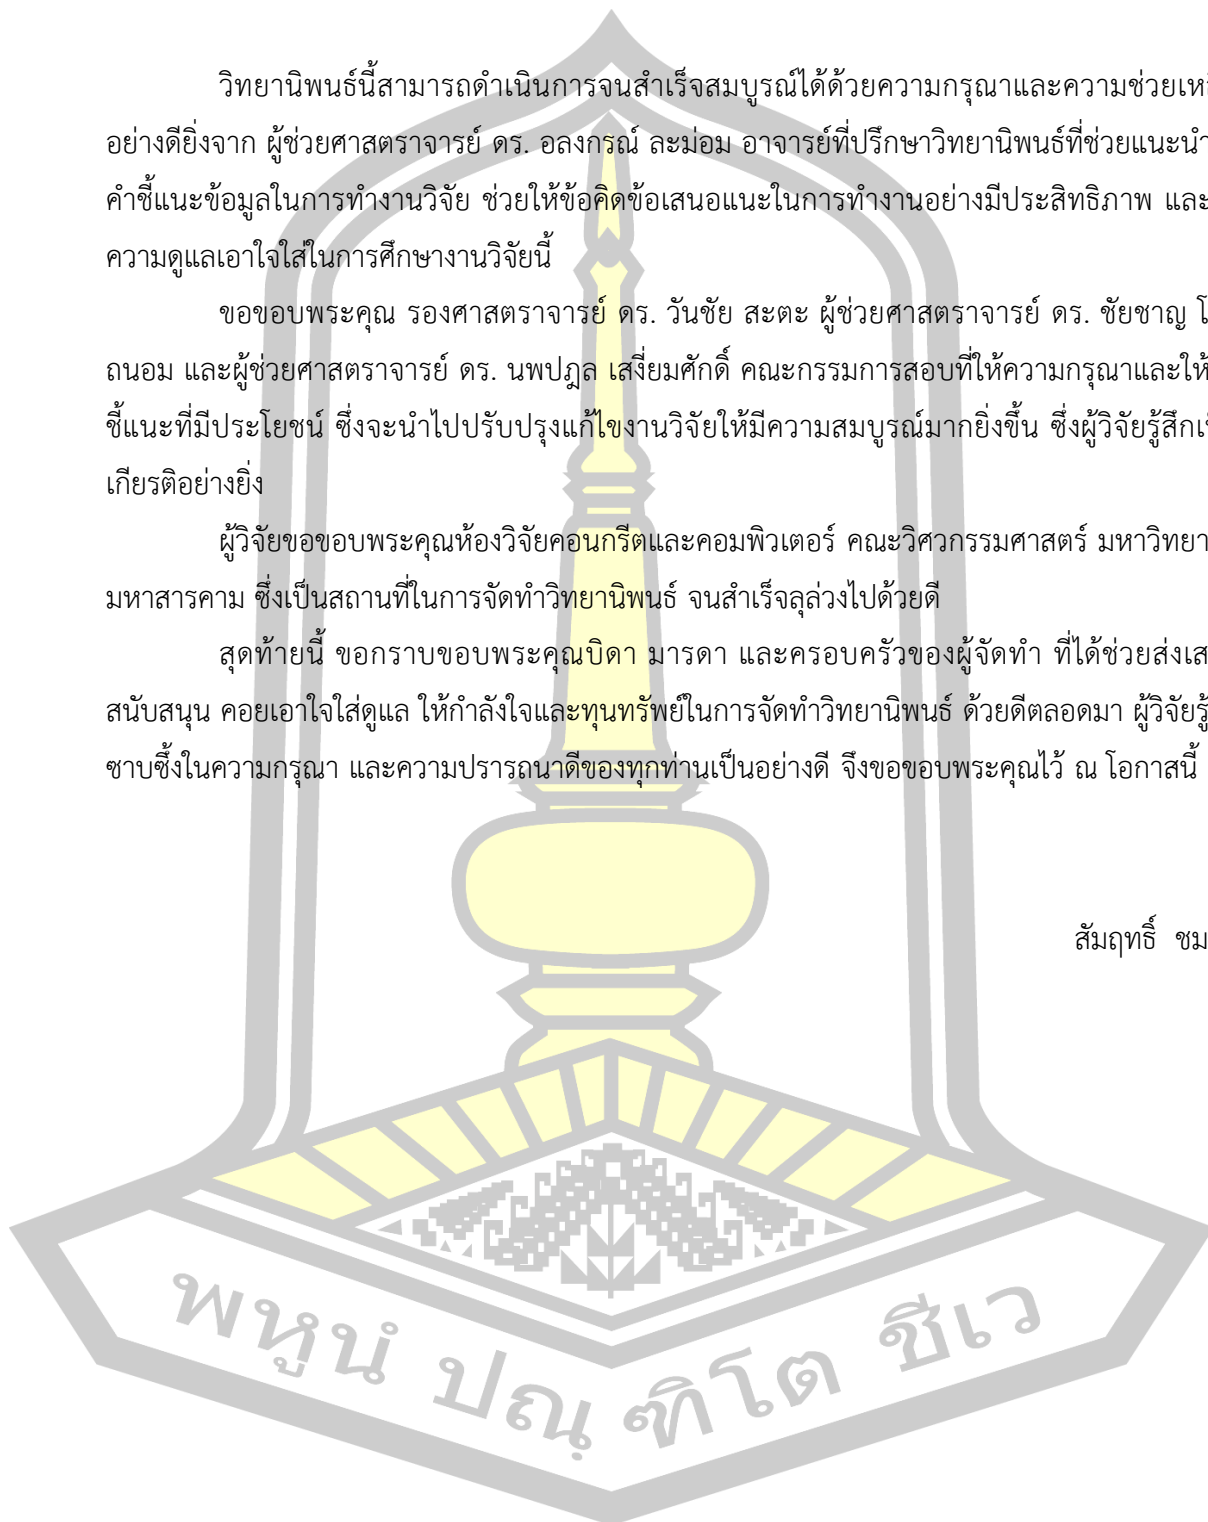 วิทยานิพนธ์นี้สามารถดำเนินการจนสำเร็จสมบูรณ์ได้ด้วยความกรุณาและความช่วย
อย่างดียิ่งจาก ผู้ช่วยศาสตราจารย์ ดร. อลงกรณ์ ละม่อม อาจารย์ที่ปรึกษาวิทยานิพนธ์ที่ช่วยแนะนำ
คำชี้แนะข้อมูลในการทำงานวิจัย ช่วยให้ข้อคิดข้อเสนอแนะในการทำงานอย่างมีประสิทธิภาพ และ
ความดูแลเอาใจใส่ในการศึกษางานวิจัยนี้
ขอขอบพระคุณ รองศาสตราจารย์ ดร. วันชัย สะตะ ผู้ช่วยศาสตราจารย์ ดร. ชัยชาญ
ถนอม และผู้ช่วยศาสตราจารย์ ดร. นพปฎล เสงี่ยมศักดิ์ คณะกรรมการสอบที่ให้ความกรุณาและให้
ชี้แนะที่มีประโยชน์ ซึ่งจะนำไปปรับปรุงแก้ไขงานวิจัยให้มีความสมบูรณ์มากยิ่งขึ้น ซึ่งผู้วิจัยรู้สึก
เกียรติอย่างยิ่ง
ผู้วิจัยขอขอบพระคุณห้องวิจัยคอนกรีตและคอมพิวเตอร์ คณะวิศวกรรมศาสตร์ มหาวิทยา
มหาสารคาม ซึ่งเป็นสถานที่ในการจัดทำวิทยานิพนธ์ จนสำเร็จลุล่วงไปด้วยดี
สุดท้ายนี้ ขอกราบขอบพระคุณบิดา มารดา และครอบครัวของผู้จัดทำ ที่ได้ช่วยส่งเส
สนับสนุน คอยเอาใจใส่ดูแล ให้กำลังใจและทุนทรัพย์ในการจัดทำวิทยานิพนธ์ ด้วยดีตลอดมา ผู้วิจัยรู้
ซาบซึ้งในความกรุณา และความปรารถนาดีของทุกท่านเป็นอย่างดี จึงขอขอบพระคุณไว้ ณ โอกาสนี้
สัมฤทธิ์ ชม
พหูนํ ปณฺฑิโต ชีเว